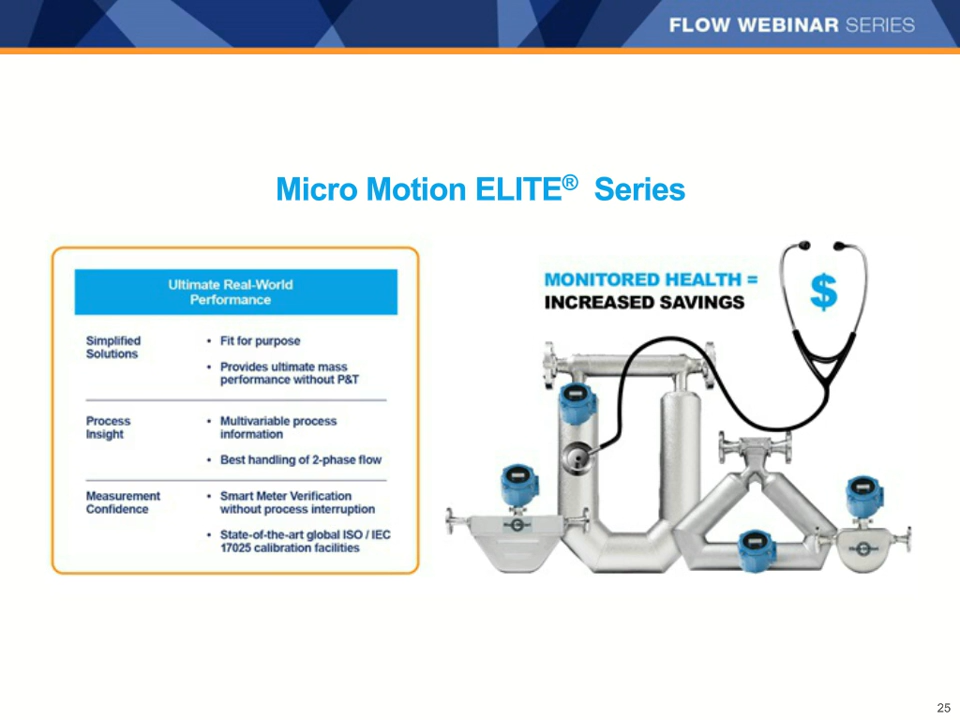 FLOW WEBINAR SERIES
Micro Motion ELITE® Series
Ultimate Real-World
Performance
Simplified
Solutions
• Fit for purpose
• Provides ultimate mass
performance without P&T
Process
Insight
• Multivariable process
information
• Best handling of 2-phase flow
Measurement
Confidence
• Smart Meter Verification
without process interruption
• State-of-the-art global ISO / IEC
17025 calibration facilities
MONITORED HEALTH =
INCREASED SAVINGS
$
25